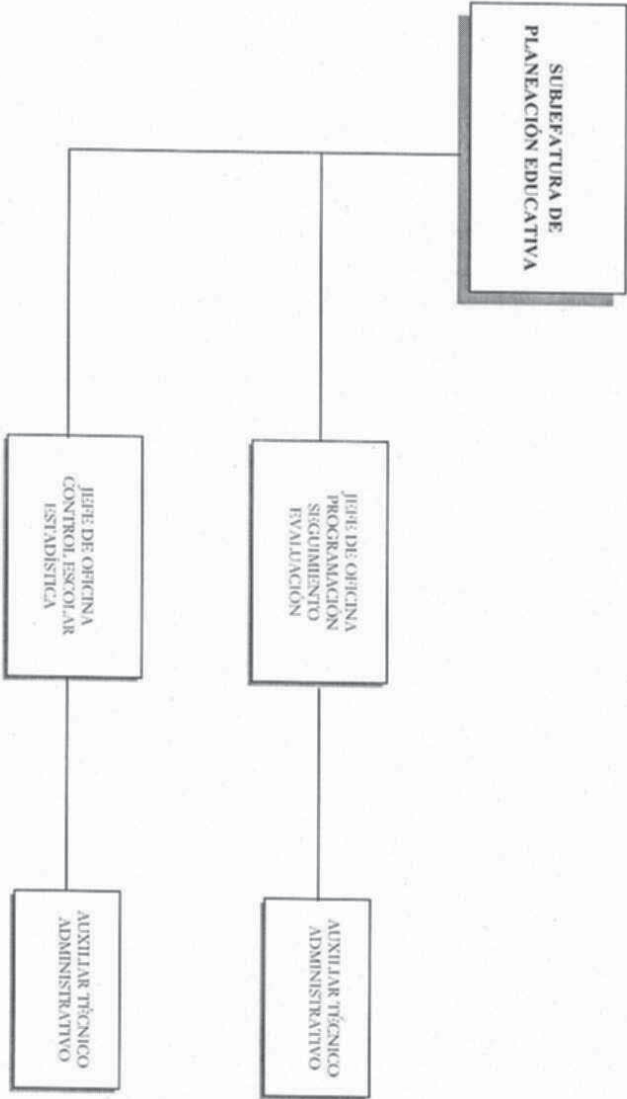 SUBJEFATURA DE
PLANEACIÓN EDUCATIVA
JEFE DE OFICINA
PROGRAMACIÓN
SEGUIMIENTO
EVALUACIÓN
AUXILIAR TÉCNICO
ADMINISTRATIVO
JEFE DE OFICINA
CONTROL ESCOLAR
ESTADÍSTICA
AUXILIAR TÉCNICO
ADMINISTRATIVO